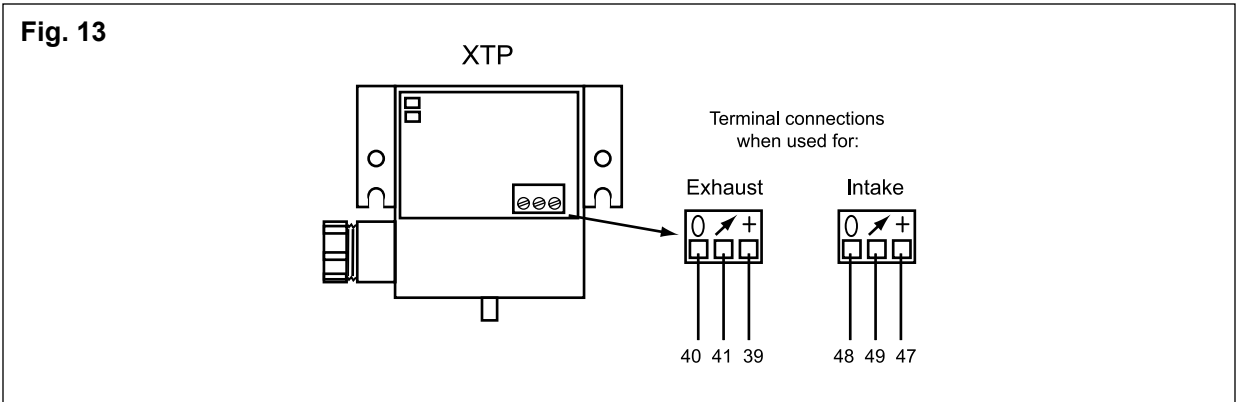 Fig. 13
XTP
Terminal connections
when used for:
Exhaust
Intake
0 ↗ +
0 ↗ +
40 41 39
48 49 47